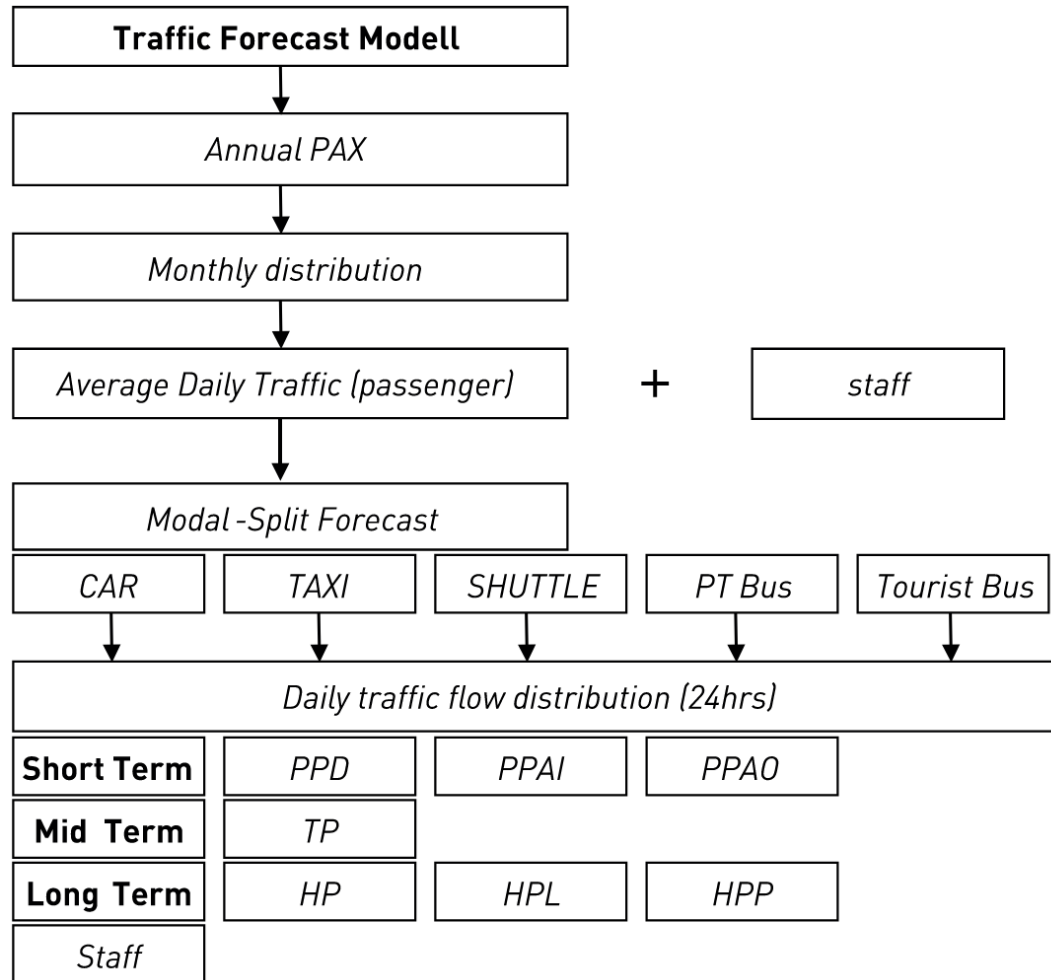 Traffic Forecast Modell
Annual PAX
Monthly distribution
Average Daily Traffic (passenger) + staff
Modal -Split Forecast
CAR TAXI SHUTTLE PT Bus Tourist Bus
Daily traffic flow distribution (24hrs)
Short Term PPD PPAI PPAO
Mid Term TP
Long Term HP HPL HPP
Staff